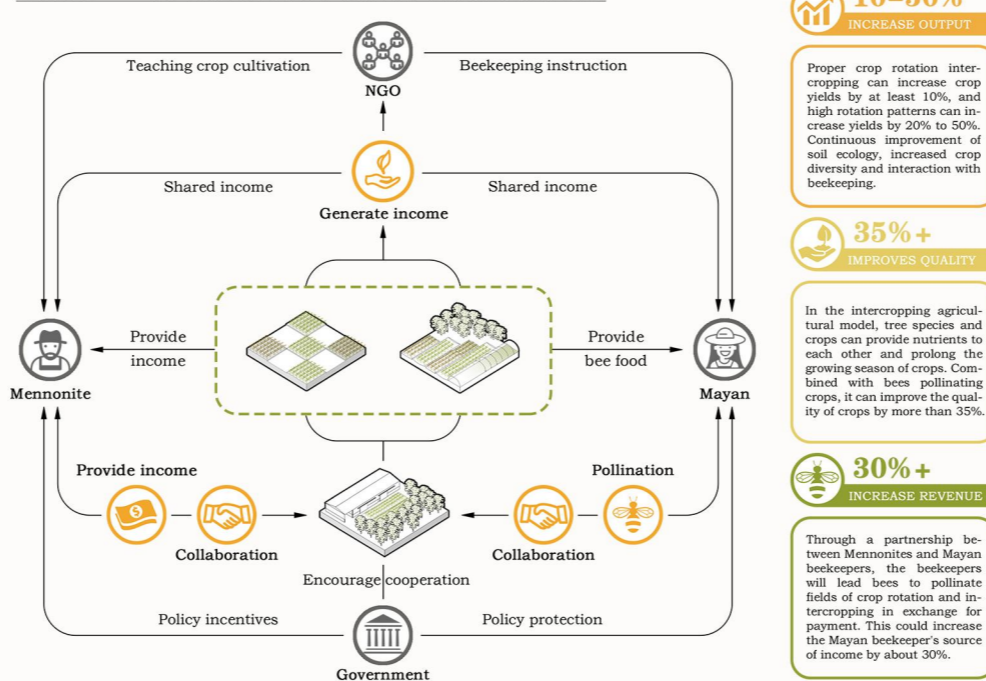 Teaching crop cultivation
Beekeeping instruction
NGO
Shared income
Shared income
Generate income
Provide
income
Provide
bee food
Mennonite
Mayan
Provide income
Pollination
Collaboration
Collaboration
Encourage cooperation
Policy incentives
Policy protection
Government
10–50%
INCREASE OUTPUT
Proper crop rotation inter-
cropping can increase crop
yields by at least 10%, and
high rotation patterns can in-
crease yields by 20% to 50%.
Continuous improvement of
soil ecology, increased crop
diversity and interaction with
beekeeping.
35%+
IMPROVES QUALITY
In the intercropping agricul-
tural model, tree species and
crops can provide nutrients to
each other and prolong the
growing season of crops. Com-
bined with bees pollinating
crops, it can improve the qual-
ity of crops by more than 35%.
30%+
INCREASE REVENUE
Through a partnership be-
tween Mennonites and Mayan
beekeepers, the beekeepers
will lead bees to pollinate
fields of crop rotation and in-
tercropping in exchange for
payment. This could increase
the Mayan beekeeper's source
of income by about 30%.